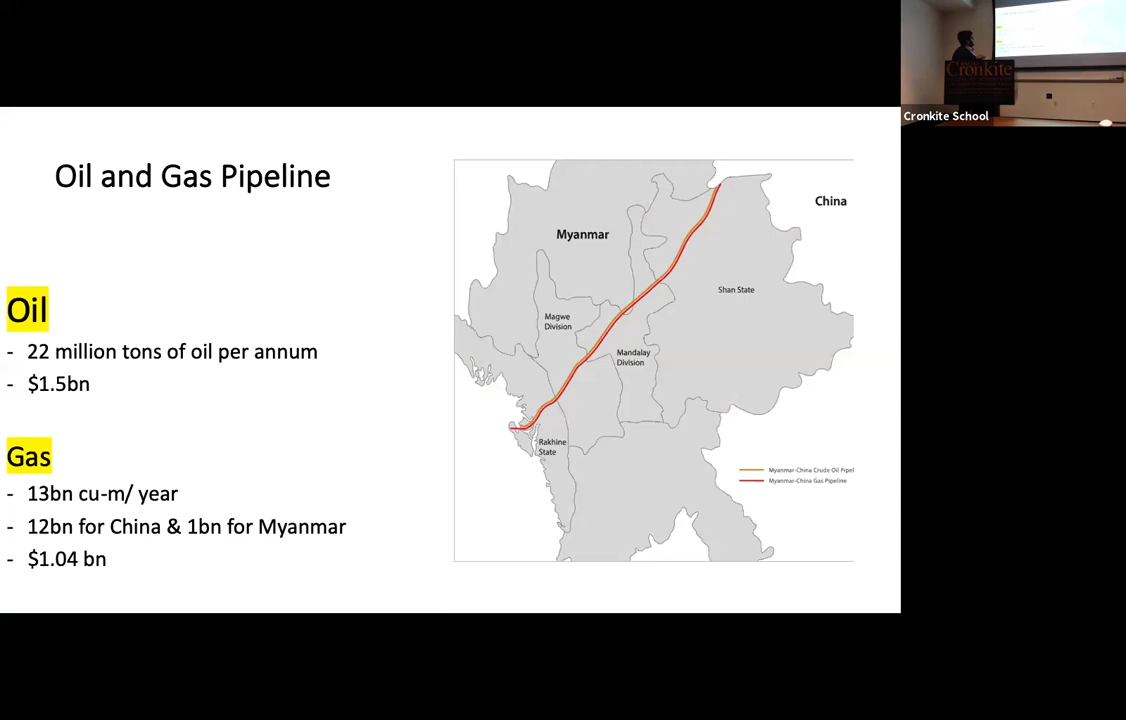 Oil and Gas Pipeline
Oil
- 22 million tons of oil per annum
- $1.5bn
Gas
- 13bn cu-m/ year
- 12bn for China & 1bn for Myanmar
- $1.04 bn
China
Myanmar
Shan State
Magwe
Division
Mandalay
Division
Rakhine
State
Myanmar-China Crude Oil Pipel
Myanmar-China Gas Pipeline
Cronkite
Cronkite School